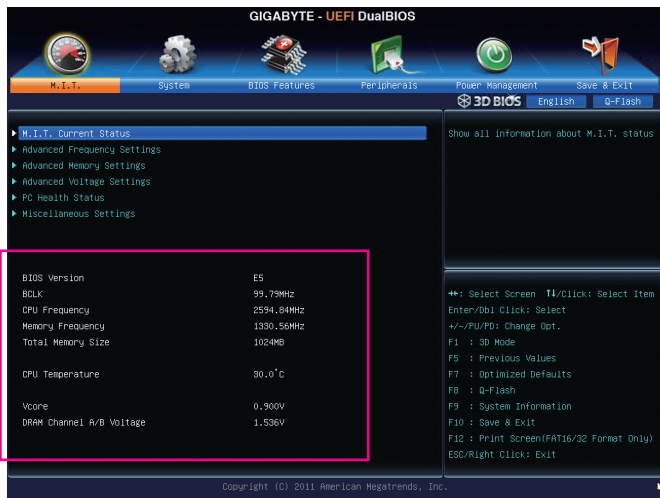 GIGABYTE - UEFI DualBIOS
M.I.T. System BIOS Features Peripherals Power Management Save & Exit
3D BIOS English Q-Flash
M.I.T. Current Status
Advanced Frequency Settings
Advanced Memory Settings
Advanced Voltage Settings
PC Health Status
Miscellaneous Settings
Show all information about M.I.T. status
BIOS Version E5
BCLK 99.79MHz
CPU Frequency 2594.84MHz
Memory Frequency 1330.56MHz
Total Memory Size 1024MB
CPU Temperature 30.0°C
Vcore 0.900V
DRAM Channel A/B Voltage 1.536V
→←: Select Screen ↑↓/Click: Select Item
Enter/Dbl Click: Select
+/-/PU/PD: Change Opt.
F1 : 3D Mode
F5 : Previous Values
F7 : Optimized Defaults
F8 : Q-Flash
F9 : System Information
F10 : Save & Exit
F12 : Print Screen(FAT16/32 Format Only)
ESC/Right Click: Exit
Copyright (C) 2011 American Megatrends, Inc.